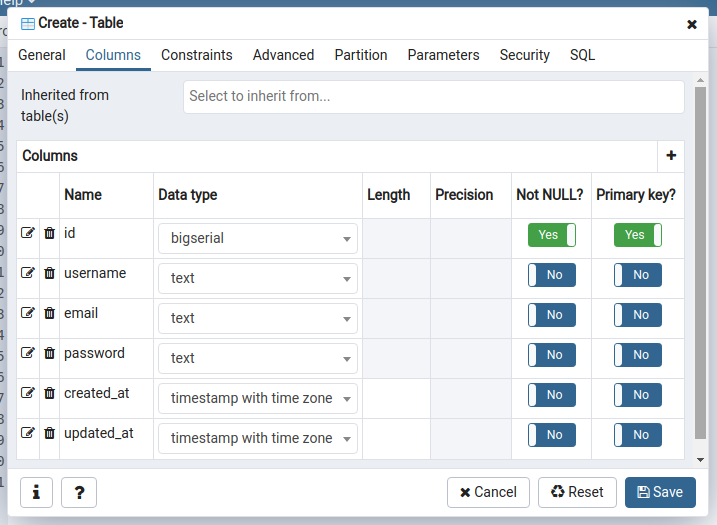 Help
Create - Table
General Columns Constraints Advanced Partition Parameters Security SQL
Inherited from
table(s)
Select to inherit from...
Columns
Name Data type Length Precision Not NULL? Primary key?
id bigserial Yes Yes
username text No No
email text No No
password text No No
created_at timestamp with time zone No No
updated_at timestamp with time zone No No
i ? Cancel Reset Save